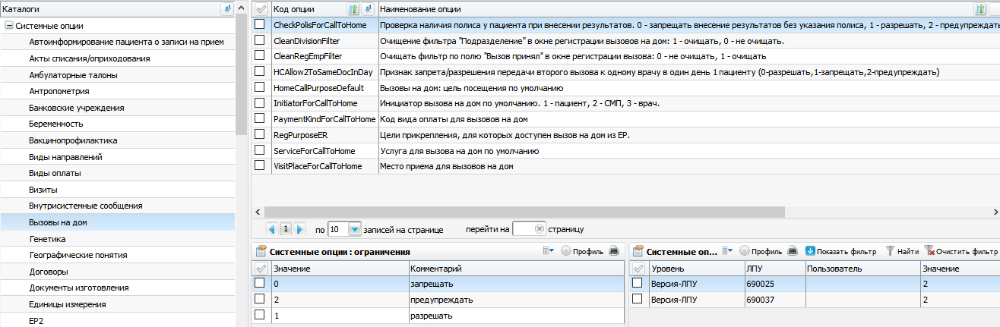 Каталоги
Системные опции
Автоинформирование пациента о записи на прием
Акты списания/оприходования
Амбулаторные талоны
Антропометрия
Банковские учреждения
Беременность
Вакцинопрофилактика
Виды направлений
Виды оплаты
Визиты
Внутрисистемные сообщения
Вызовы на дом
Генетика
Географические понятия
Договоры
Документы изготовления
Единицы измерения
ЕР2
Код опции Наименование опции
CheckPolisForCallToHome Проверка наличия полиса у пациента при внесении результатов. 0 - запрещать внесение результатов без указания полиса, 1 - разрешать, 2 - предупреждать
CleanDivisionFilter Очищение фильтра "Подразделение" в окне регистрации вызовов на дом: 1 - очищать, 0 - не очищать.
CleanRegEmpFilter Очищать фильтр по полю "Вызов принял" в окне регистрации вызова: 0 - не очищать, 1 - очищать
HCAllow2ToSameDocInDay Признак запрета/разрешения передачи второго вызова к одному врачу в один день 1 пациенту (0-разрешать,1-запрещать,2-предупреждать)
HomeCallPurposeDefault Вызовы на дом: цель посещения по умолчанию
InitiatorForCallToHome Инициатор вызова на дом по умолчанию. 1 - пациент, 2 - СМП, 3 - врач.
PaymentKindForCallToHome Код вида оплаты для вызовов на дом
RegPurposeER Цели прикрепления, для которых доступен вызов на дом из ЕР.
ServiceForCallToHome Услуга для вызова на дом по умолчанию
VisitPlaceForCallToHome Место приема для вызовов на дом
1 по 10 записей на странице перейти на страницу
Системные опции : ограничения Профиль
Значение Комментарий
0 запрещать
2 предупреждать
1 разрешать
Системные оп... Профиль Показать фильтр Найти Очистить фильтр
Уровень ЛПУ Пользователь Значение
Версия-ЛПУ 690025 2
Версия-ЛПУ 690037 2